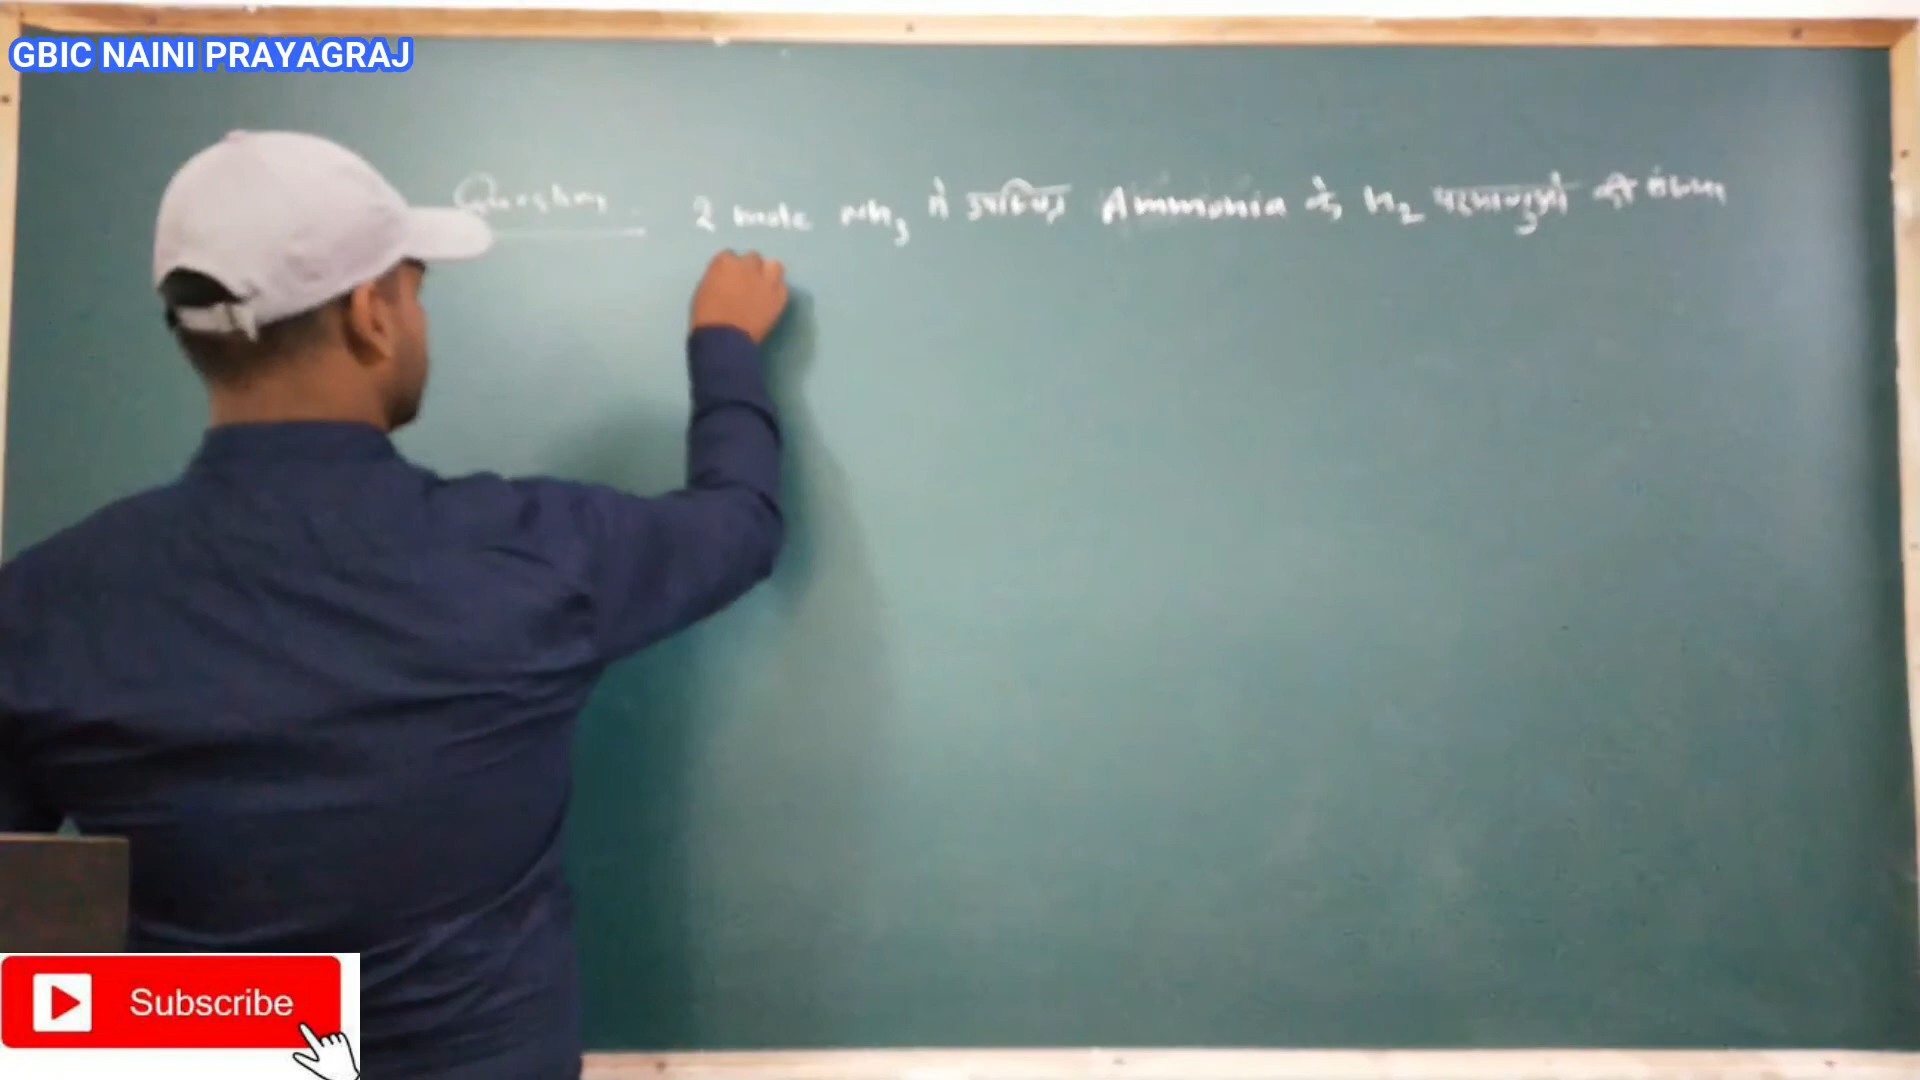 GBIC NAINI PRAYAGRAJ
Question 2 mole NH3 में उपस्थित Ammonia के H2 परमाणुओ की संख्या
Subscribe